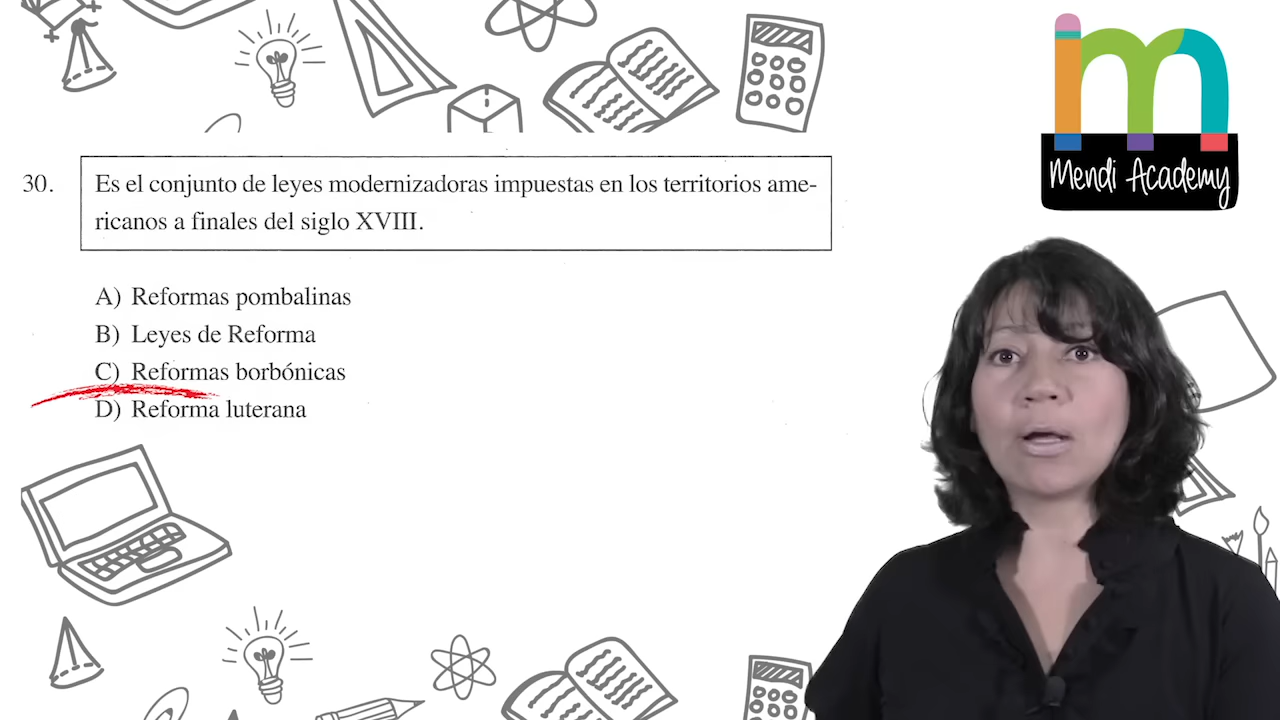 30.
Es el conjunto de leyes modernizadoras impuestas en los territorios ame-
ricanos a finales del siglo XVIII.
A) Reformas pombalinas
B) Leyes de Reforma
C) Reformas borbónicas
D) Reforma luterana
m
Mendi Academy